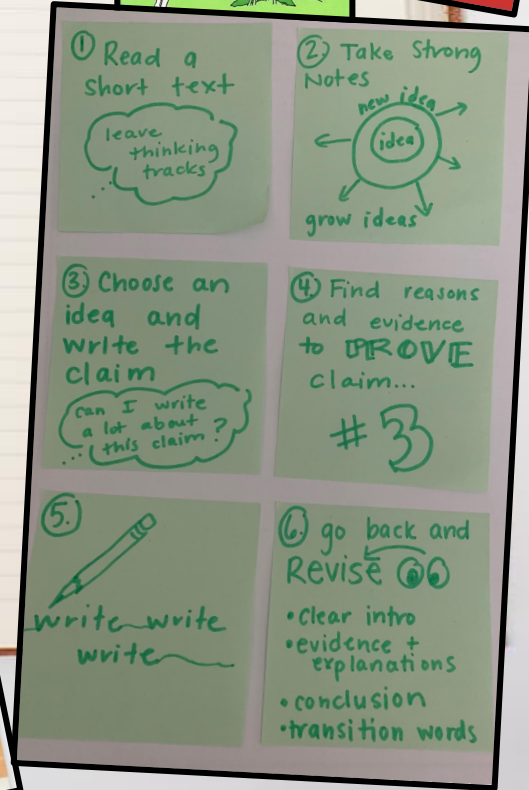 ① Read a
short text
leave
thinking
tracks
② Take Strong
Notes
new idea
idea
grow ideas
③ Choose an
idea and
write the
claim
can I write
a lot about
this claim?
④ Find reasons
and evidence
to PROVE
claim...
#3
⑤.
write write
write
⑥. go back and
Revise
• Clear intro
• evidence +
explanations
• conclusion
• transition words